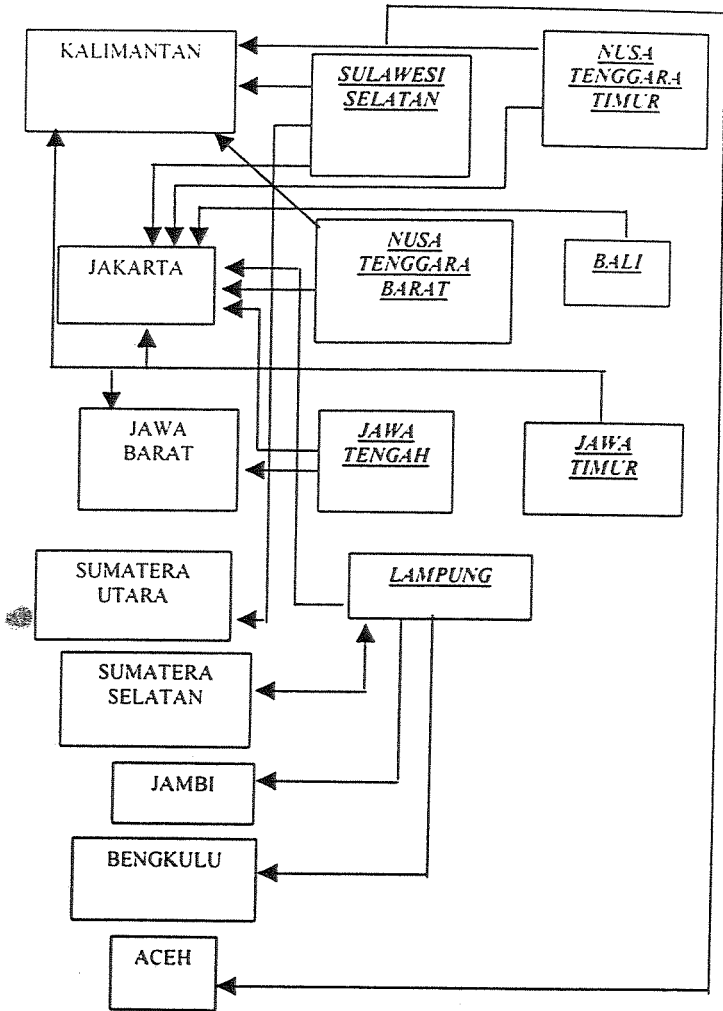 KALIMANTAN
SULAWESI
SELATAN
NUSA
TENGGARA
TIMUR
JAKARTA
NUSA
TENGGARA
BARAT
BALI
JAWA
BARAT
JAWA
TENGAH
JAWA
TIMUR
SUMATERA
UTARA
LAMPUNG
SUMATERA
SELATAN
JAMBI
BENGKULU
ACEH